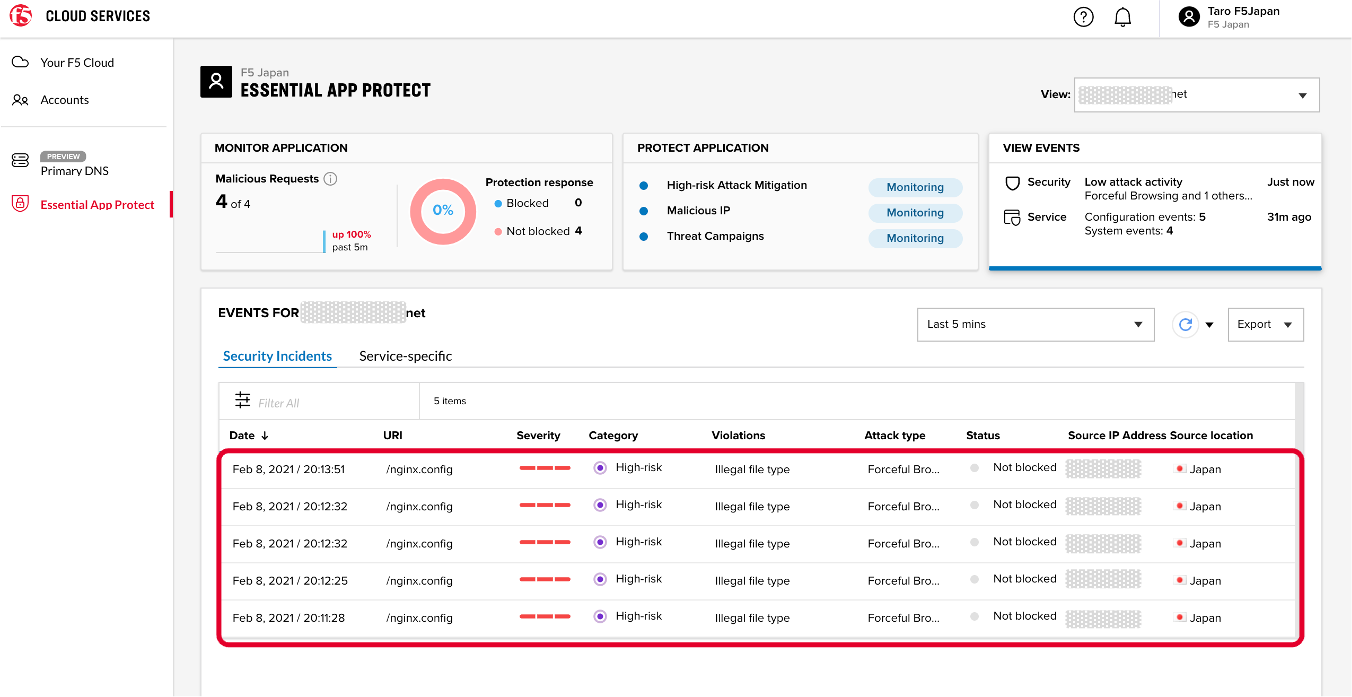 CLOUD SERVICES
Taro F5Japan
F5 Japan
Your F5 Cloud
Accounts
PREVIEW
Primary DNS
Essential App Protect
F5 Japan
ESSENTIAL APP PROTECT
View: net
MONITOR APPLICATION
Malicious Requests
4 of 4
up 100%
past 5m
0%
Protection response
Blocked 0
Not blocked 4
PROTECT APPLICATION
High-risk Attack Mitigation Monitoring
Malicious IP Monitoring
Threat Campaigns Monitoring
VIEW EVENTS
Security Low attack activity Just now
Forceful Browsing and 1 others...
Service Configuration events: 5 31m ago
System events: 4
EVENTS FOR net
Last 5 mins
Export
Security Incidents Service-specific
Filter All 5 items
Date ↓ URI Severity Category Violations Attack type Status Source IP Address Source location
Feb 8, 2021 / 20:13:51 /nginx.config High-risk Illegal file type Forceful Bro... Not blocked Japan
Feb 8, 2021 / 20:12:32 /nginx.config High-risk Illegal file type Forceful Bro... Not blocked Japan
Feb 8, 2021 / 20:12:32 /nginx.config High-risk Illegal file type Forceful Bro... Not blocked Japan
Feb 8, 2021 / 20:12:25 /nginx.config High-risk Illegal file type Forceful Bro... Not blocked Japan
Feb 8, 2021 / 20:11:28 /nginx.config High-risk Illegal file type Forceful Bro... Not blocked Japan